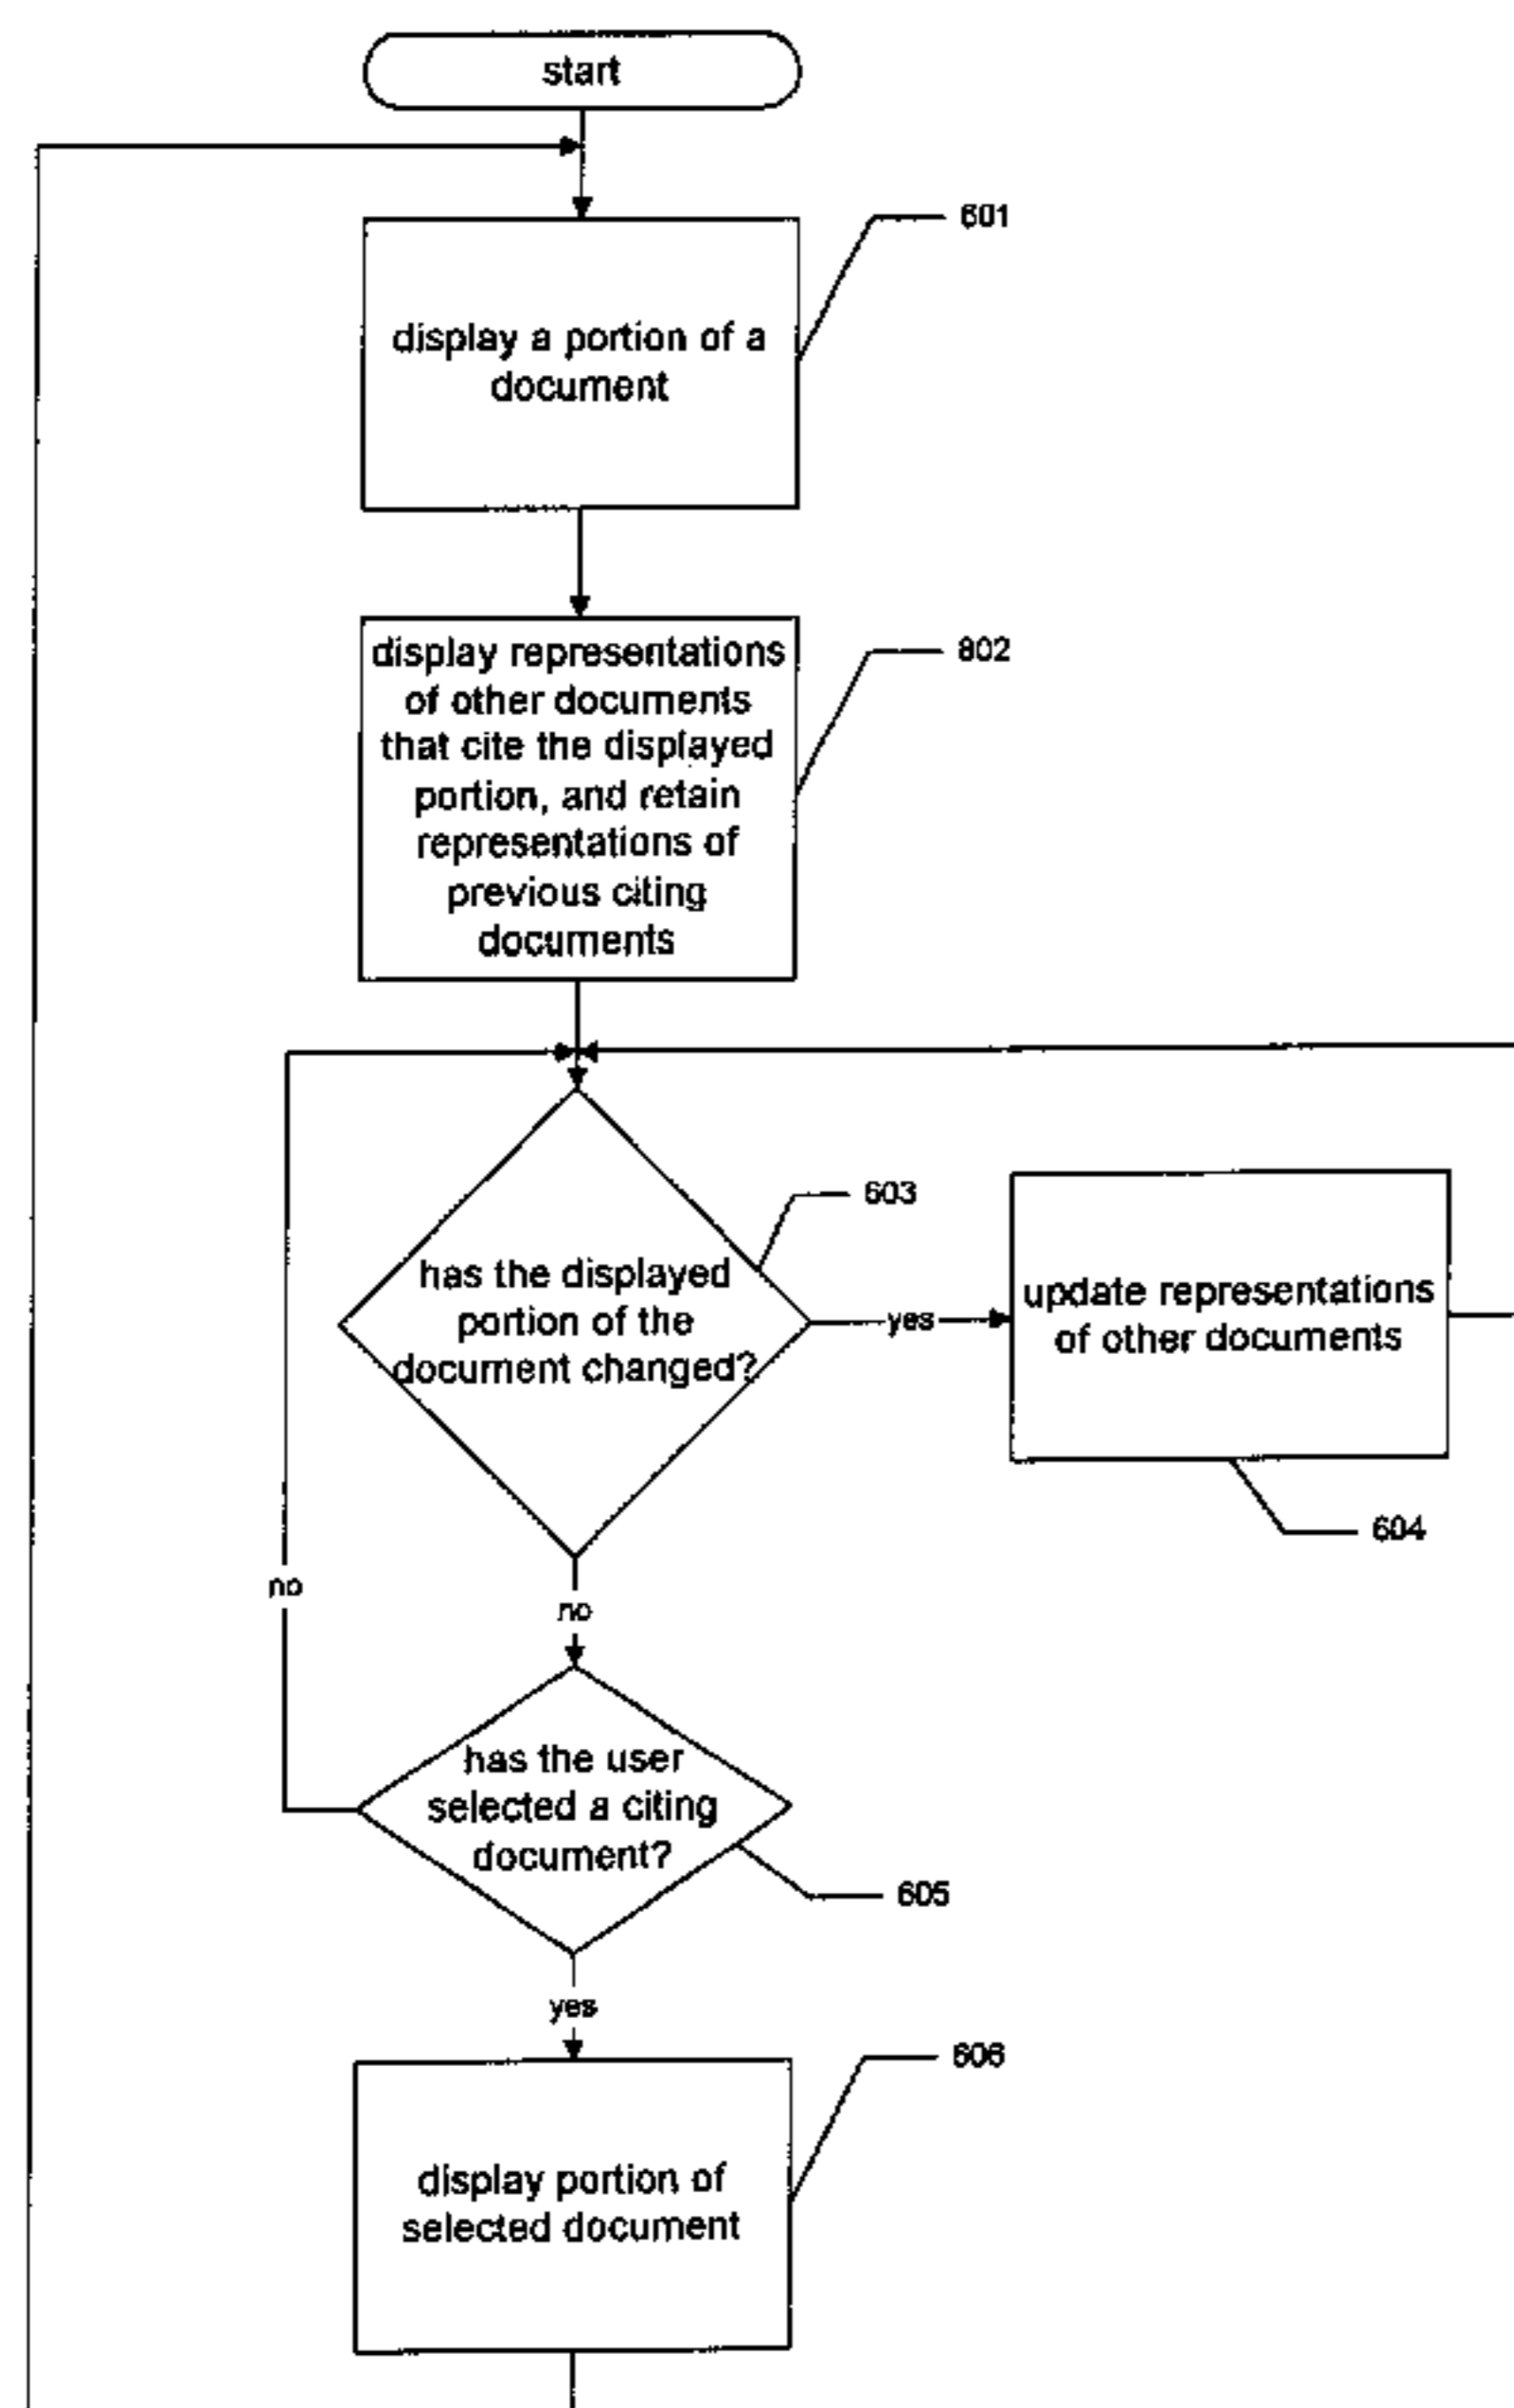 start
601
display a portion of a
document
802
display representations
of other documents
that cite the displayed
portion, and retain
representations of
previous citing
documents
603
has the displayed
portion of the
document changed?
yes
update representations
of other documents
604
no
no
has the user
selected a citing
document?
605
yes
606
display portion of
selected document